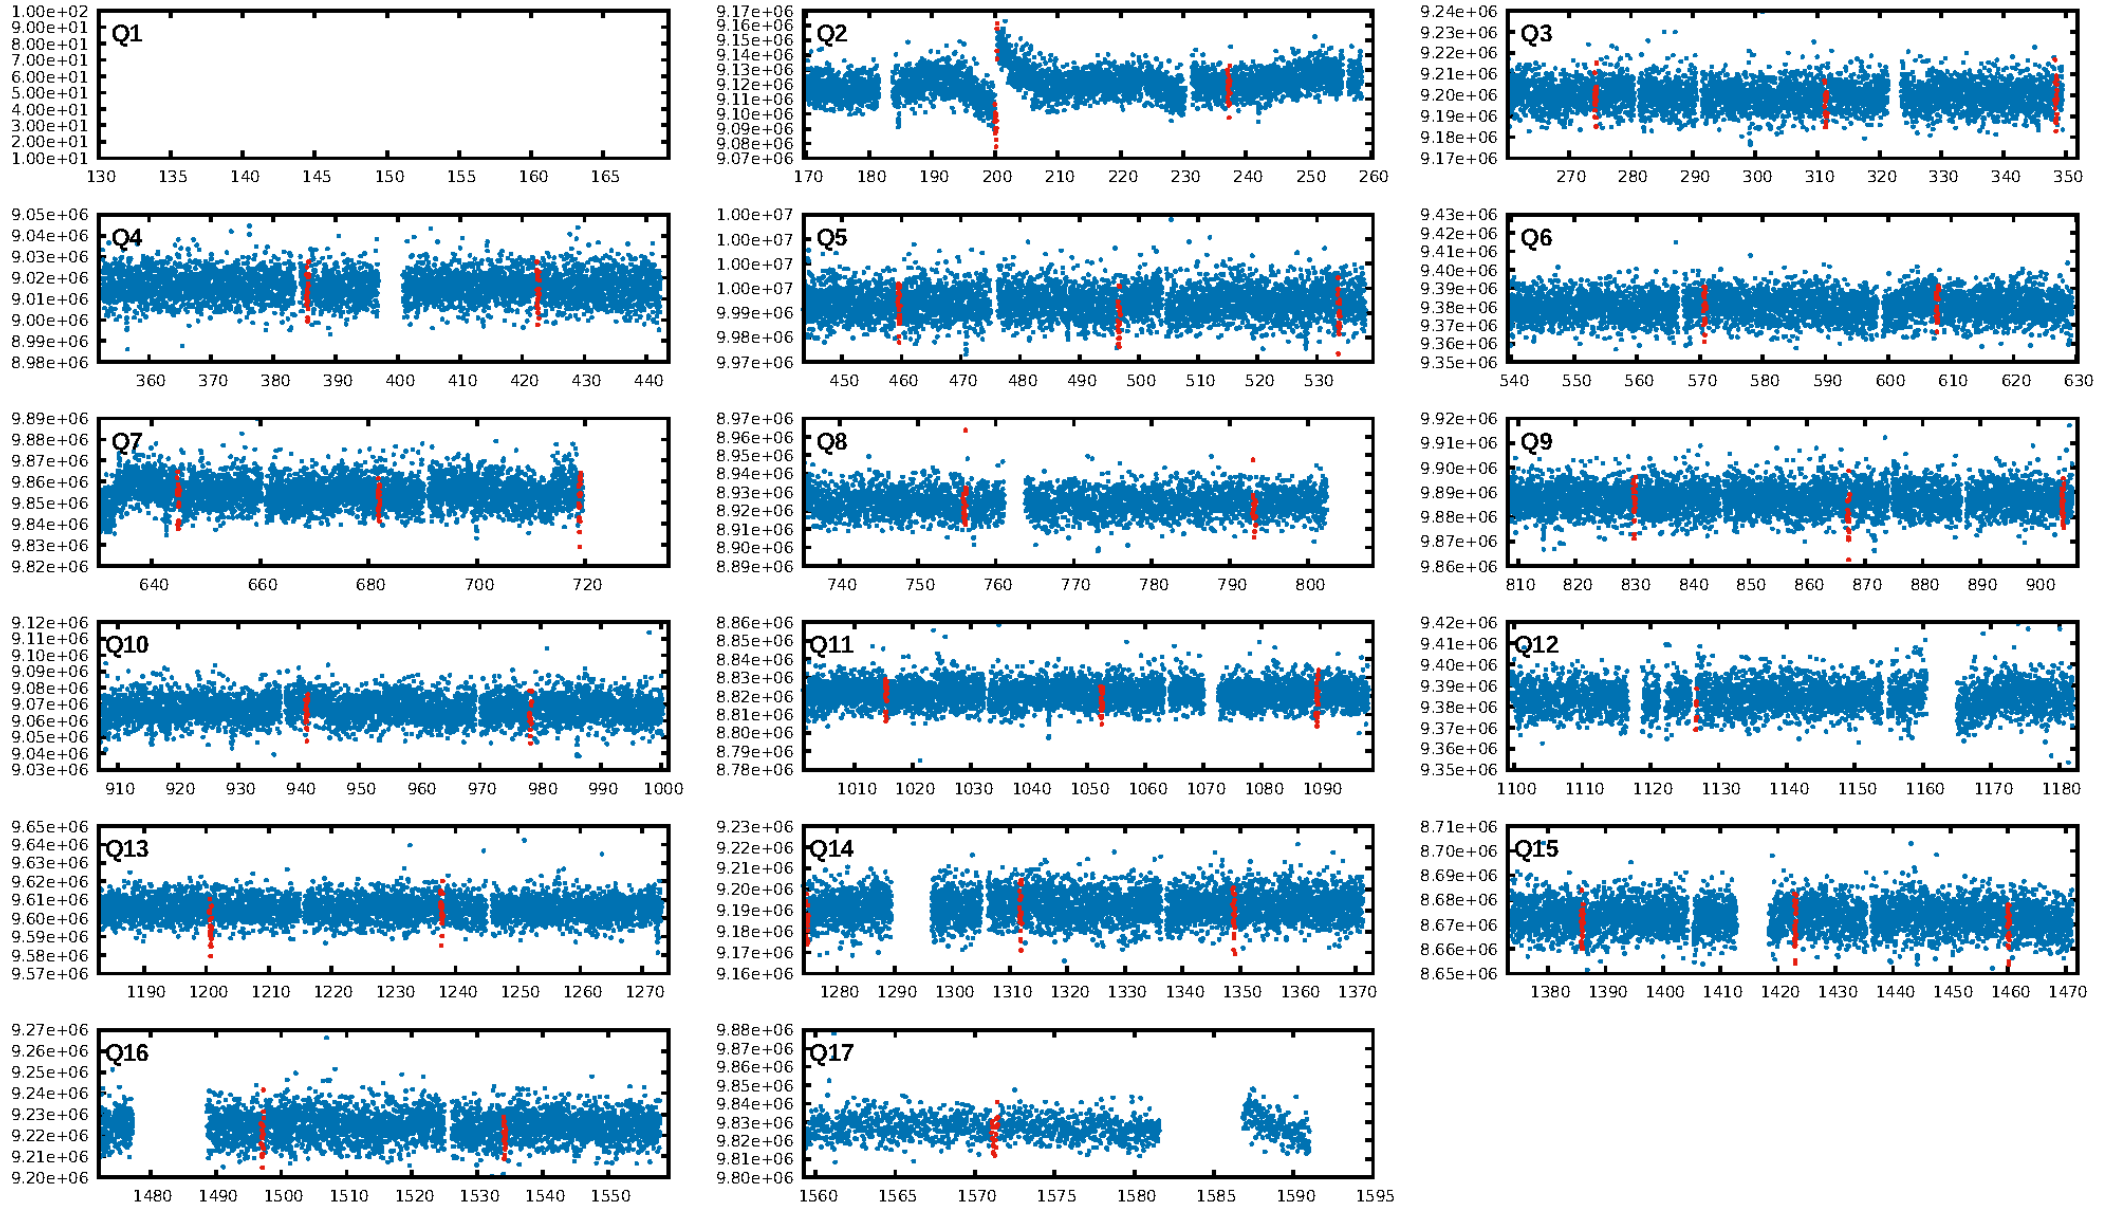 Q1
1.00e+02
9.00e+01
8.00e+01
7.00e+01
6.00e+01
5.00e+01
4.00e+01
3.00e+01
2.00e+01
1.00e+01
130 135 140 145 150 155 160 165
Q2
9.17e+06
9.16e+06
9.15e+06
9.14e+06
9.13e+06
9.12e+06
9.11e+06
9.10e+06
9.09e+06
9.08e+06
9.07e+06
170 180 190 200 210 220 230 240 250 260
Q3
9.24e+06
9.23e+06
9.22e+06
9.21e+06
9.20e+06
9.19e+06
9.18e+06
9.17e+06
270 280 290 300 310 320 330 340 350
Q4
9.05e+06
9.04e+06
9.03e+06
9.02e+06
9.01e+06
9.00e+06
8.99e+06
8.98e+06
360 370 380 390 400 410 420 430 440
Q5
1.00e+07
1.00e+07
1.00e+07
1.00e+07
9.99e+06
9.98e+06
9.97e+06
450 460 470 480 490 500 510 520 530
Q6
9.43e+06
9.42e+06
9.41e+06
9.40e+06
9.39e+06
9.38e+06
9.37e+06
9.36e+06
9.35e+06
540 550 560 570 580 590 600 610 620 630
Q7
9.89e+06
9.88e+06
9.87e+06
9.86e+06
9.85e+06
9.84e+06
9.83e+06
9.82e+06
640 660 680 700 720
Q8
8.97e+06
8.96e+06
8.95e+06
8.94e+06
8.93e+06
8.92e+06
8.91e+06
8.90e+06
8.89e+06
740 750 760 770 780 790 800
Q9
9.92e+06
9.91e+06
9.90e+06
9.89e+06
9.88e+06
9.87e+06
9.86e+06
810 820 830 840 850 860 870 880 890 900
Q10
9.12e+06
9.11e+06
9.10e+06
9.09e+06
9.08e+06
9.07e+06
9.06e+06
9.05e+06
9.04e+06
9.03e+06
910 920 930 940 950 960 970 980 990 1000
Q11
8.86e+06
8.85e+06
8.84e+06
8.83e+06
8.82e+06
8.81e+06
8.80e+06
8.79e+06
8.78e+06
1010 1020 1030 1040 1050 1060 1070 1080 1090
Q12
9.42e+06
9.41e+06
9.40e+06
9.39e+06
9.38e+06
9.37e+06
9.36e+06
9.35e+06
1100 1110 1120 1130 1140 1150 1160 1170 1180
Q13
9.65e+06
9.64e+06
9.63e+06
9.62e+06
9.61e+06
9.60e+06
9.59e+06
9.58e+06
9.57e+06
1190 1200 1210 1220 1230 1240 1250 1260 1270
Q14
9.23e+06
9.22e+06
9.21e+06
9.20e+06
9.19e+06
9.18e+06
9.17e+06
9.16e+06
1280 1290 1300 1310 1320 1330 1340 1350 1360 1370
Q15
8.71e+06
8.70e+06
8.69e+06
8.68e+06
8.67e+06
8.66e+06
8.65e+06
1380 1390 1400 1410 1420 1430 1440 1450 1460 1470
Q16
9.27e+06
9.26e+06
9.25e+06
9.24e+06
9.23e+06
9.22e+06
9.21e+06
9.20e+06
1480 1490 1500 1510 1520 1530 1540 1550
Q17
9.88e+06
9.87e+06
9.86e+06
9.85e+06
9.84e+06
9.83e+06
9.82e+06
9.81e+06
9.80e+06
1560 1565 1570 1575 1580 1585 1590 1595